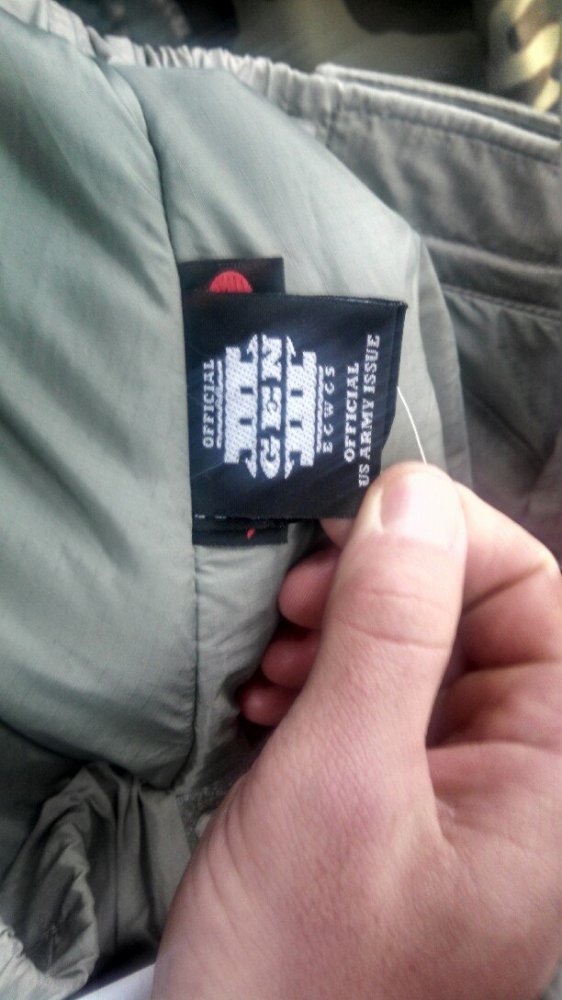 OFFICIAL
GEN
III
ECWCS
OFFICIAL
US ARMY ISSUE